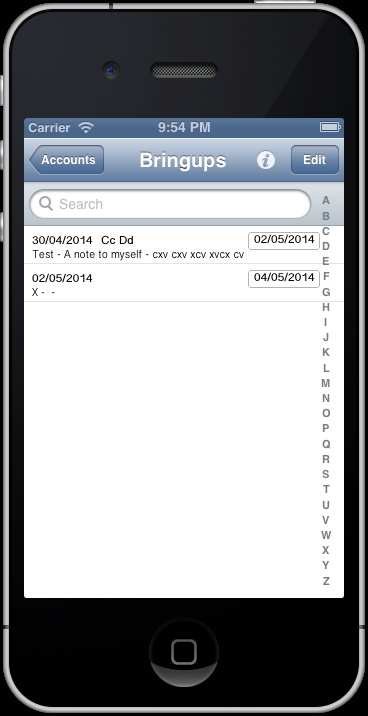 Carrier 9:54 PM
Accounts Bringups i Edit
Search
30/04/2014 Cc Dd 02/05/2014
Test - A note to myself - cxv cxv xcv xvcx cv
02/05/2014 04/05/2014
X - -
A
B
C
D
E
F
G
H
I
J
K
L
M
N
O
P
Q
R
S
T
U
V
W
X
Y
Z